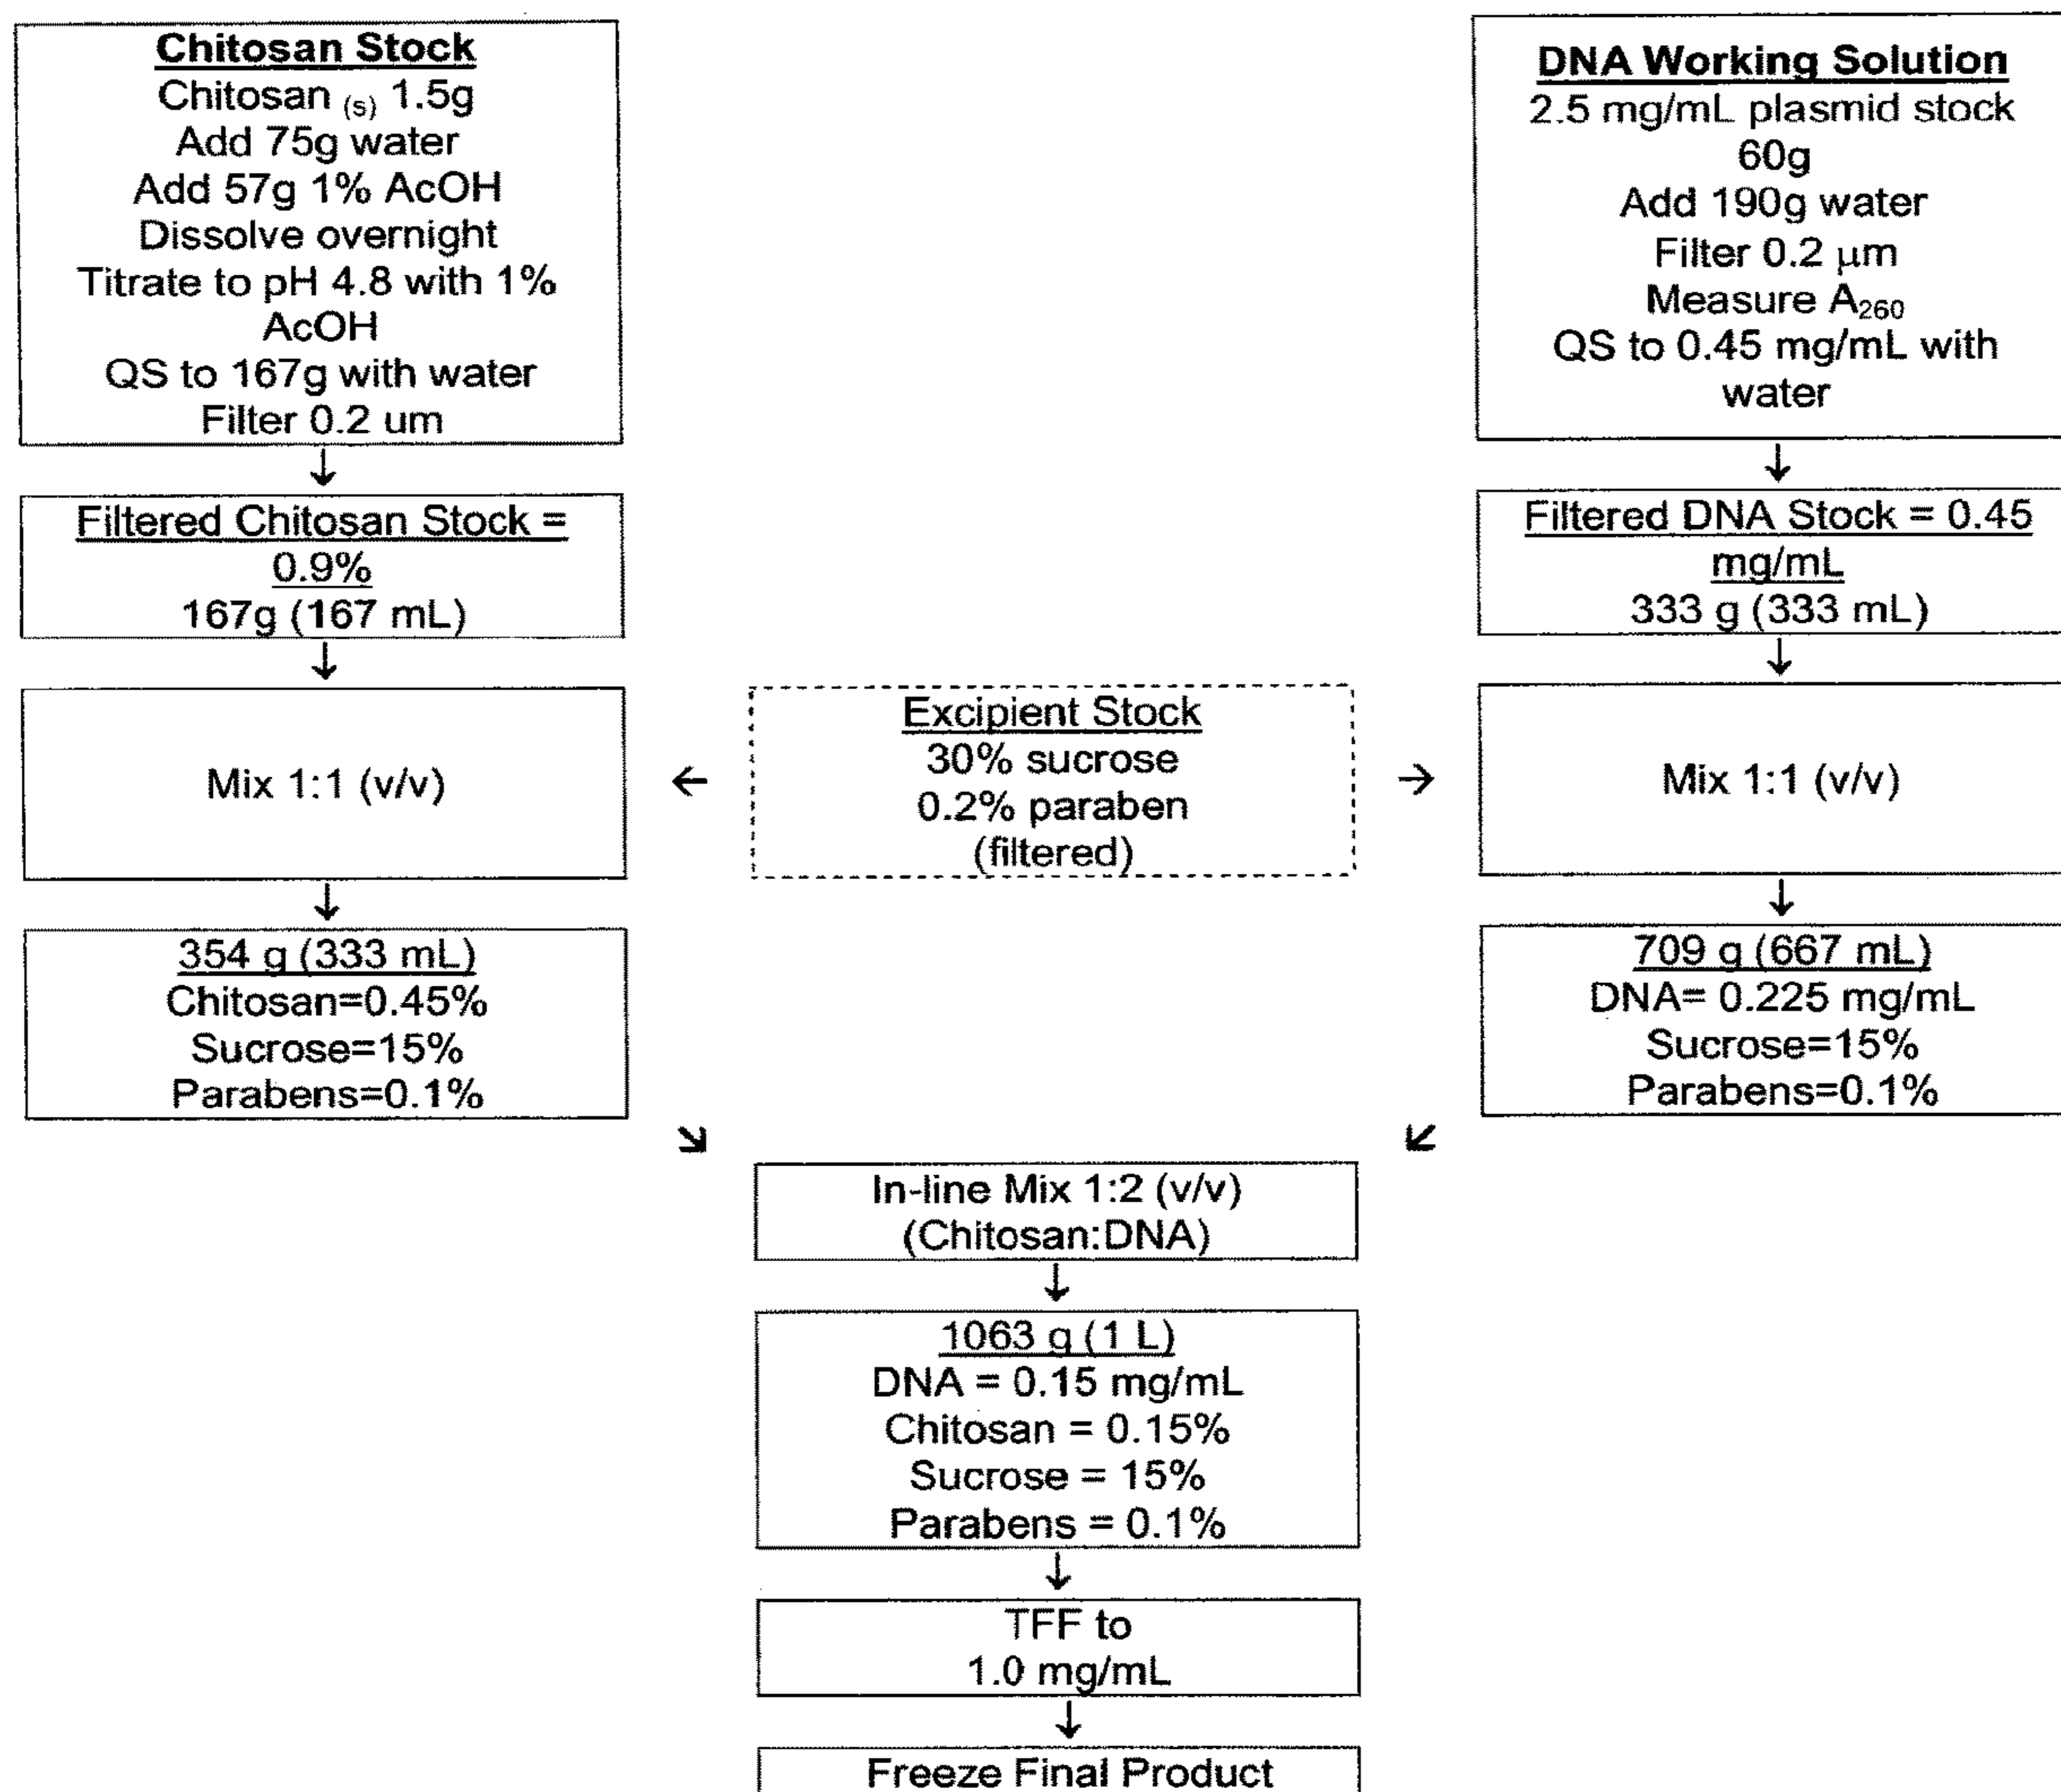 Chitosan Stock
Chitosan (s) 1.5g
Add 75g water
Add 57g 1% AcOH
Dissolve overnight
Titrate to pH 4.8 with 1%
AcOH
QS to 167g with water
Filter 0.2 um
DNA Working Solution
2.5 mg/mL plasmid stock
60g
Add 190g water
Filter 0.2 μm
Measure A260
QS to 0.45 mg/mL with
water
Filtered Chitosan Stock =
0.9%
167g (167 mL)
Filtered DNA Stock = 0.45
mg/mL
333 g (333 mL)
Mix 1:1 (v/v)
Excipient Stock
30% sucrose
0.2% paraben
(filtered)
Mix 1:1 (v/v)
354 g (333 mL)
Chitosan=0.45%
Sucrose=15%
Parabens=0.1%
709 g (667 mL)
DNA= 0.225 mg/mL
Sucrose=15%
Parabens=0.1%
In-line Mix 1:2 (v/v)
(Chitosan:DNA)
1063 g (1 L)
DNA = 0.15 mg/mL
Chitosan = 0.15%
Sucrose = 15%
Parabens = 0.1%
TFF to
1.0 mg/mL
Freeze Final Product